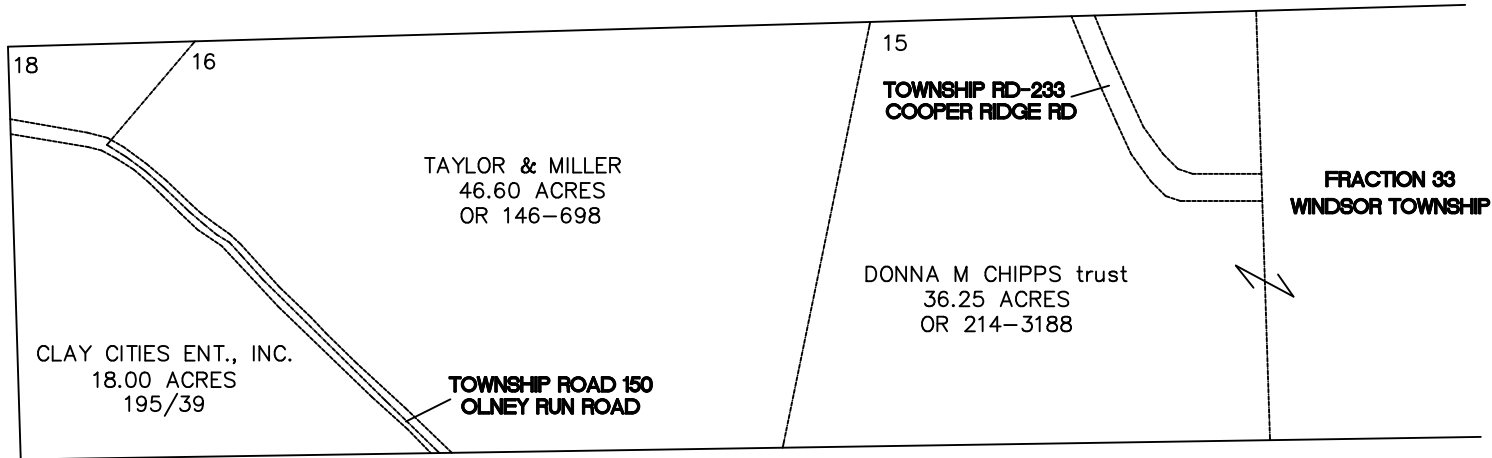 18
16
15
TOWNSHIP RD-233
COOPER RIDGE RD
TAYLOR & MILLER
46.60 ACRES
OR 146-698
FRACTION 33
WINDSOR TOWNSHIP
DONNA M CHIPPS trust
36.25 ACRES
OR 214-3188
CLAY CITIES ENT., INC.
18.00 ACRES
195/39
TOWNSHIP ROAD 150
OLNEY RUN ROAD